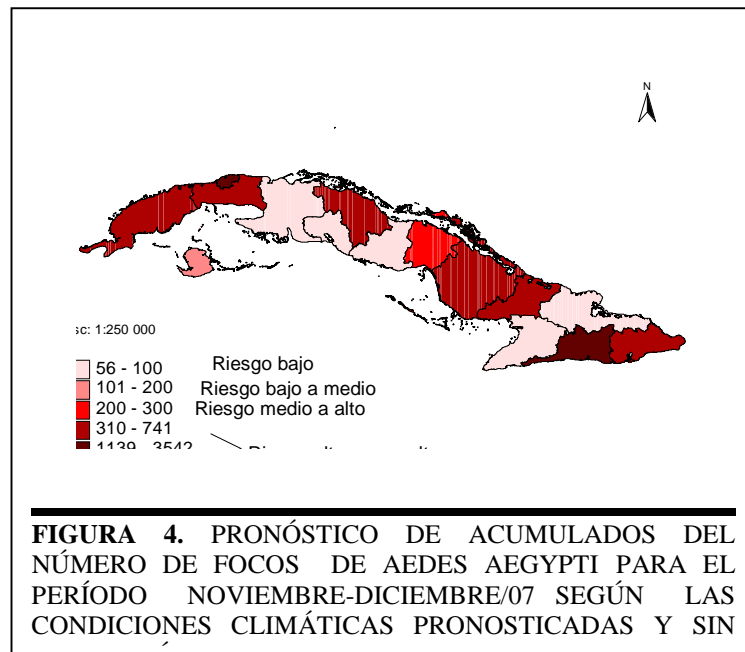 N
sc: 1:250 000
56 - 100 Riesgo bajo
101 - 200 Riesgo bajo a medio
200 - 300 Riesgo medio a alto
310 - 741
1139 - 3542
FIGURA 4. PRONÓSTICO DE ACUMULADOS DEL
NÚMERO DE FOCOS DE AEDES AEGYPTI PARA EL
PERÍODO NOVIEMBRE-DICIEMBRE/07 SEGÚN LAS
CONDICIONES CLIMÁTICAS PRONOSTICADAS Y SIN